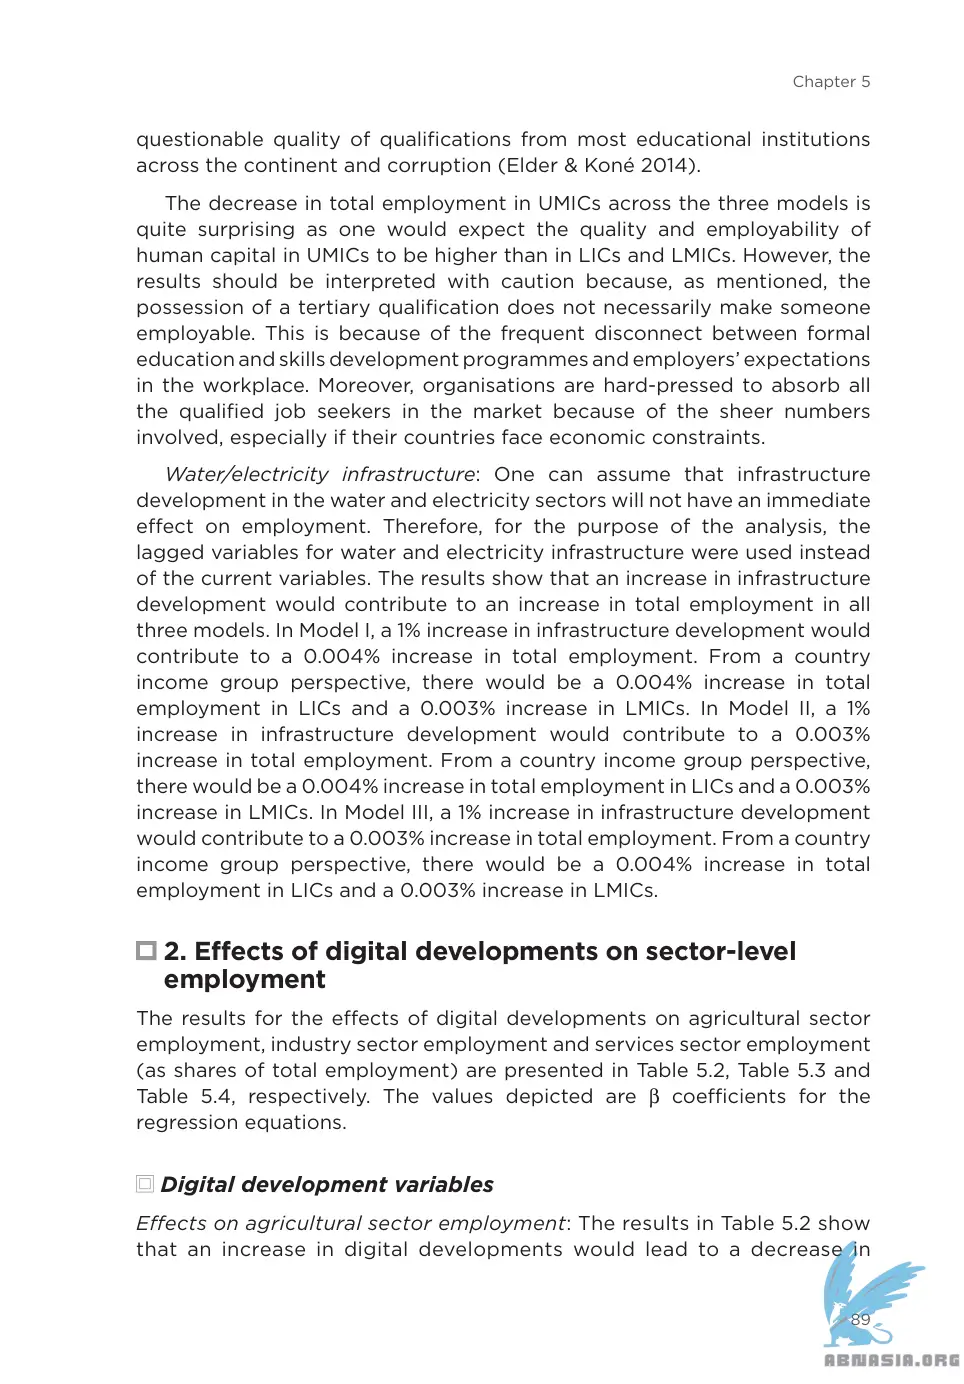 Chapter 5
questionable quality of qualifications from most educational institutions
across the continent and corruption (Elder & Koné 2014).
The decrease in total employment in UMICs across the three models is
quite surprising as one would expect the quality and employability of
human capital in UMICs to be higher than in LICs and LMICs. However, the
results should be interpreted with caution because, as mentioned, the
possession of a tertiary qualification does not necessarily make someone
employable. This is because of the frequent disconnect between formal
education and skills development programmes and employers’ expectations
in the workplace. Moreover, organisations are hard-pressed to absorb all
the qualified job seekers in the market because of the sheer numbers
involved, especially if their countries face economic constraints.
Water/electricity infrastructure: One can assume that infrastructure
development in the water and electricity sectors will not have an immediate
effect on employment. Therefore, for the purpose of the analysis, the
lagged variables for water and electricity infrastructure were used instead
of the current variables. The results show that an increase in infrastructure
development would contribute to an increase in total employment in all
three models. In Model I, a 1% increase in infrastructure development would
contribute to a 0.004% increase in total employment. From a country
income group perspective, there would be a 0.004% increase in total
employment in LICs and a 0.003% increase in LMICs. In Model II, a 1%
increase in infrastructure development would contribute to a 0.003%
increase in total employment. From a country income group perspective,
there would be a 0.004% increase in total employment in LICs and a 0.003%
increase in LMICs. In Model III, a 1% increase in infrastructure development
would contribute to a 0.003% increase in total employment. From a country
income group perspective, there would be a 0.004% increase in total
employment in LICs and a 0.003% increase in LMICs.
2. Effects of digital developments on sector-level
employment
The results for the effects of digital developments on agricultural sector
employment, industry sector employment and services sector employment
(as shares of total employment) are presented in Table 5.2, Table 5.3 and
Table 5.4, respectively. The values depicted are β coefficients for the
regression equations.
Digital development variables
Effects on agricultural sector employment: The results in Table 5.2 show
that an increase in digital developments would lead to a decrease in
89
ABNASIA.ORG